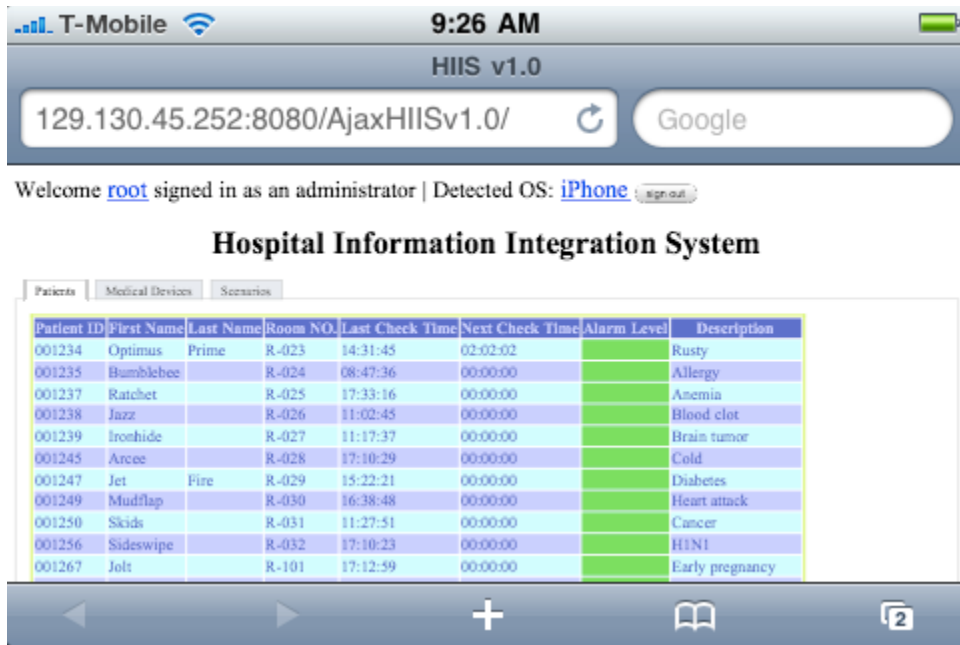 T-Mobile 9:26 AM
HIIS v1.0
129.130.45.252:8080/AjaxHIISv1.0/ Google
Welcome root signed in as an administrator | Detected OS: iPhone sign out
Hospital Information Integration System
Patients Medical Devices Scenarios
Patient ID First Name Last Name Room NO. Last Check Time Next Check Time Alarm Level Description
001234 Optimus Prime R-023 14:31:45 02:02:02 Rusty
001235 Bumblebee R-024 08:47:36 00:00:00 Allergy
001237 Ratchet R-025 17:33:16 00:00:00 Anemia
001238 Jazz R-026 11:02:45 00:00:00 Blood clot
001239 Ironhide R-027 11:17:37 00:00:00 Brain tumor
001245 Arcee R-028 17:10:29 00:00:00 Cold
001247 Jet Fire R-029 15:22:21 00:00:00 Diabetes
001249 Mudflap R-030 16:38:48 00:00:00 Heart attack
001250 Skids R-031 11:27:51 00:00:00 Cancer
001256 Sideswipe R-032 17:10:23 00:00:00 H1N1
001267 Jolt R-101 17:12:59 00:00:00 Early pregnancy
2